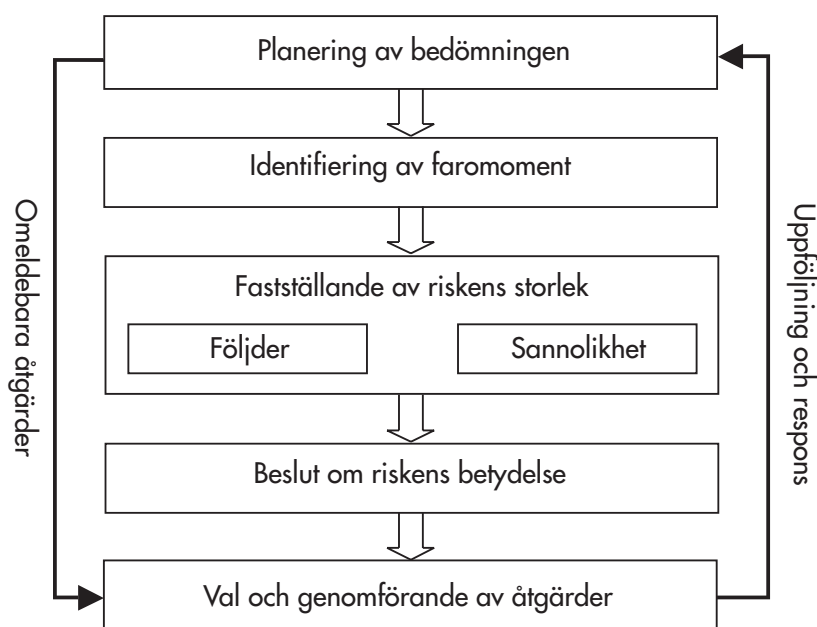 Planering av bedömningen
Identifiering av faromoment
Fastställande av riskens storlek
Följder
Sannolikhet
Beslut om riskens betydelse
Val och genomförande av åtgärder
Omeldebara åtgärder
Uppföljning och respons